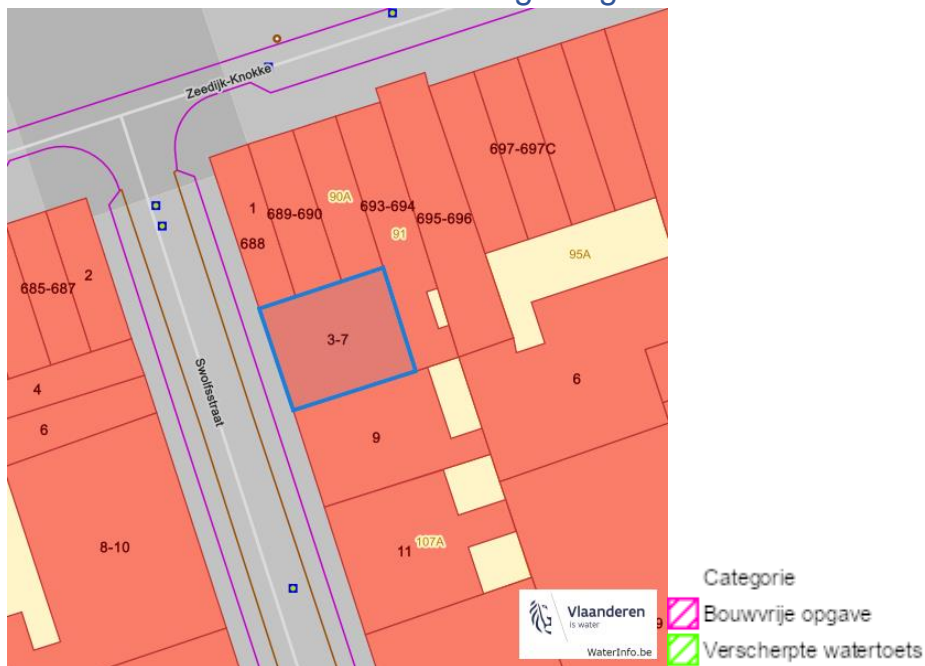 Zeedijk-Knokke
697-697C
1
689-690
90A
693-694
695-696
688
91
95A
685-687
2
3-7
Swolfsstraat
4
6
6
9
8-10
11
107A
Vlaanderen
is water
WaterInfo.be
9
Categorie
Bouwvrije opgave
Verscherpte watertoets